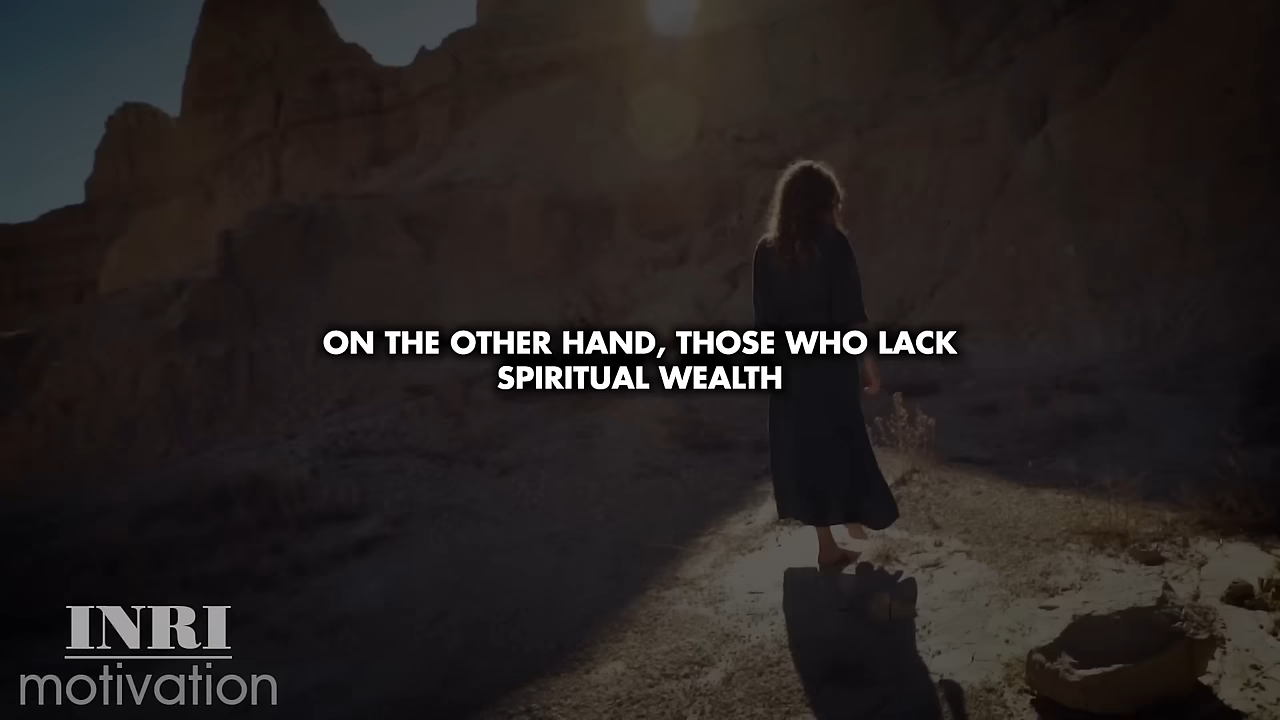 ON THE OTHER HAND, THOSE WHO LACK
SPIRITUAL WEALTH
INRI
motivation